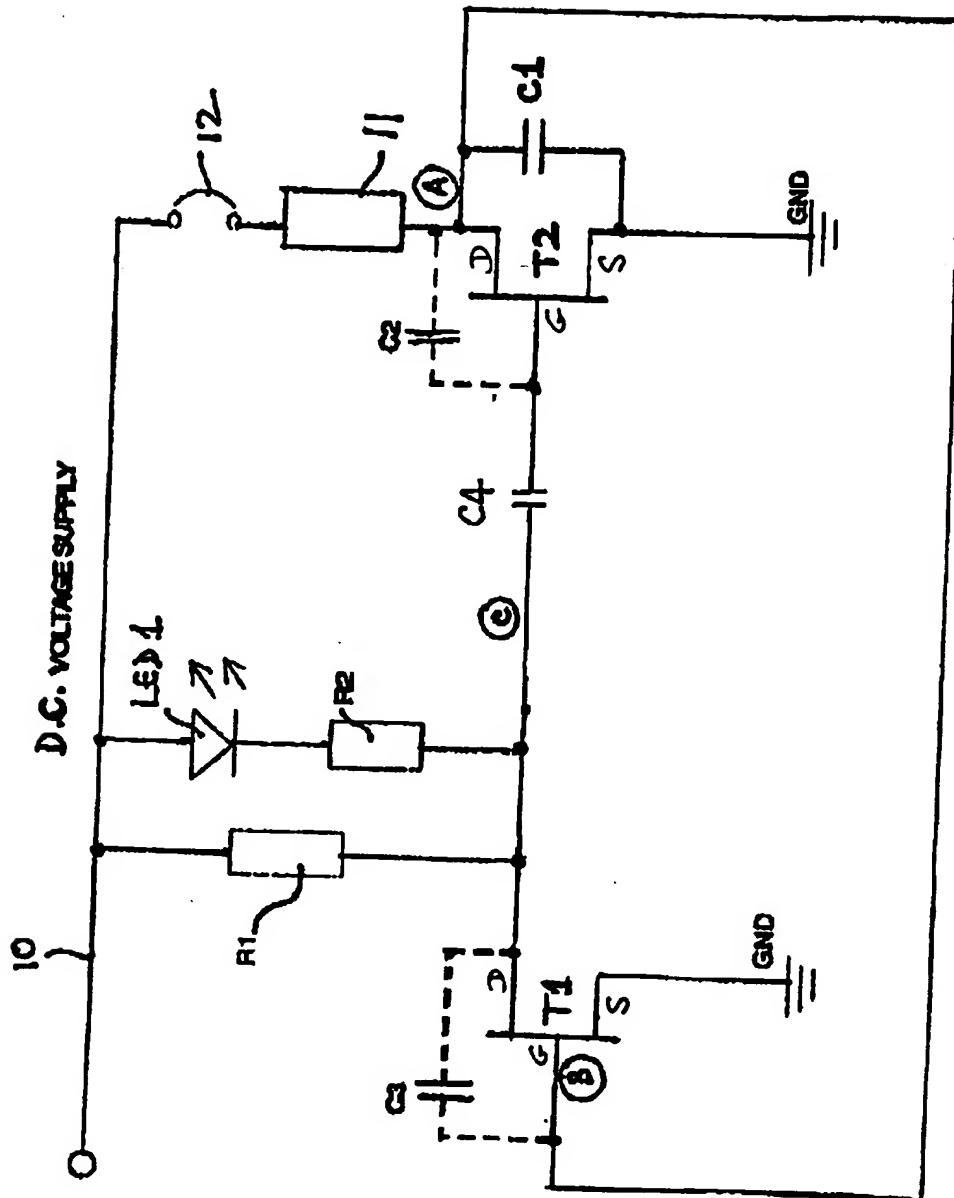 D.C. VOLTAGE SUPPLY
10
12
LED 1
11
R1
R2
A
C2
D
T2
G
S
C1
GND
C4
C
C3
D
G
T1
S
B
GND